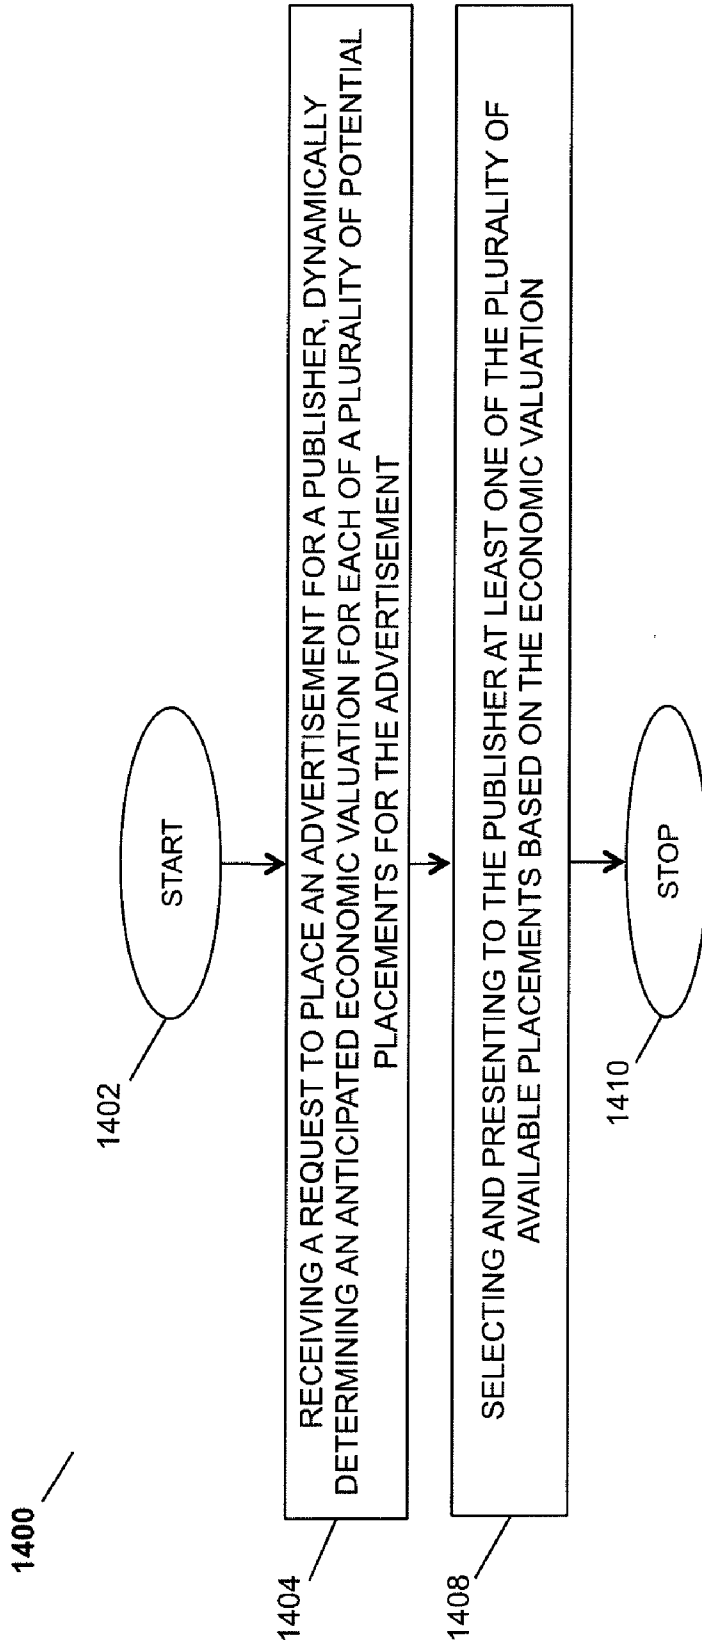 1400
1402
START
1404
RECEIVING A REQUEST TO PLACE AN ADVERTISEMENT FOR A PUBLISHER, DYNAMICALLY
DETERMINING AN ANTICIPATED ECONOMIC VALUATION FOR EACH OF A PLURALITY OF POTENTIAL
PLACEMENTS FOR THE ADVERTISEMENT
1408
SELECTING AND PRESENTING TO THE PUBLISHER AT LEAST ONE OF THE PLURALITY OF
AVAILABLE PLACEMENTS BASED ON THE ECONOMIC VALUATION
1410
STOP